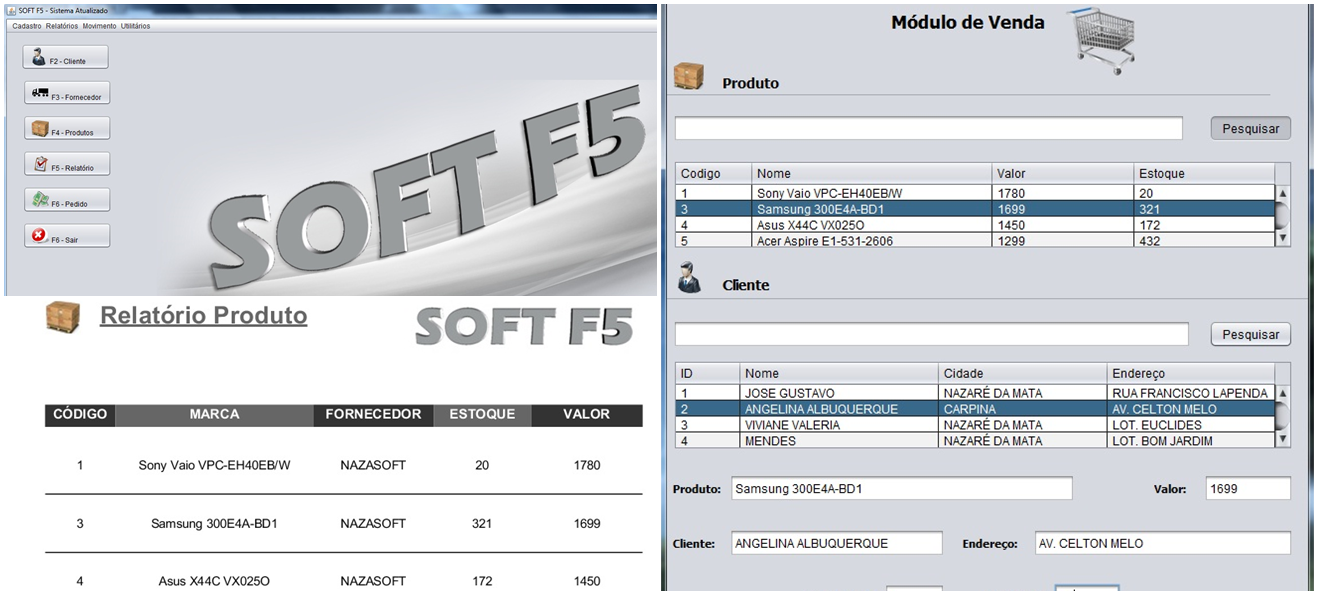 SOFT F5 - Sistema Atualizado
Cadastro Relatórios Movimento Utilitários
F2 - Cliente
F3 - Fornecedor
F4 - Produtos
F5 - Relatório
F6 - Pedido
F6 - Sair
SOFT F5
Relatório Produto
SOFT F5
CÓDIGO MARCA FORNECEDOR ESTOQUE VALOR
1 Sony Vaio VPC-EH40EB/W NAZASOFT 20 1780
3 Samsung 300E4A-BD1 NAZASOFT 321 1699
4 Asus X44C VX025O NAZASOFT 172 1450
Módulo de Venda
Produto
Pesquisar
Codigo Nome Valor Estoque
1 Sony Vaio VPC-EH40EB/W 1780 20
3 Samsung 300E4A-BD1 1699 321
4 Asus X44C VX025O 1450 172
5 Acer Aspire E1-531-2606 1299 432
Cliente
Pesquisar
ID Nome Cidade Endereço
1 JOSE GUSTAVO NAZARÉ DA MATA RUA FRANCISCO LAPENDA
2 ANGELINA ALBUQUERQUE CARPINA AV. CELTON MELO
3 VIVIANE VALERIA NAZARÉ DA MATA LOT. EUCLIDES
4 MENDES NAZARÉ DA MATA LOT. BOM JARDIM
Produto: Samsung 300E4A-BD1 Valor: 1699
Cliente: ANGELINA ALBUQUERQUE Endereço: AV. CELTON MELO